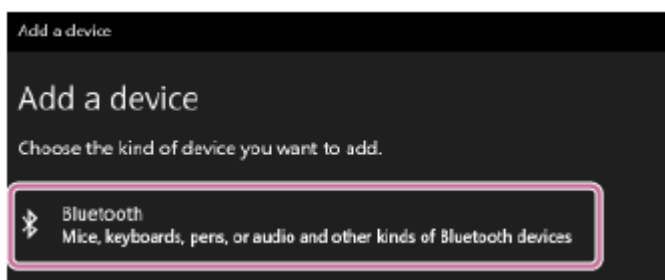 Add a device
Add a device
Choose the kind of device you want to add.
Bluetooth
Mice, keyboards, pens, or audio and other kinds of Bluetooth devices